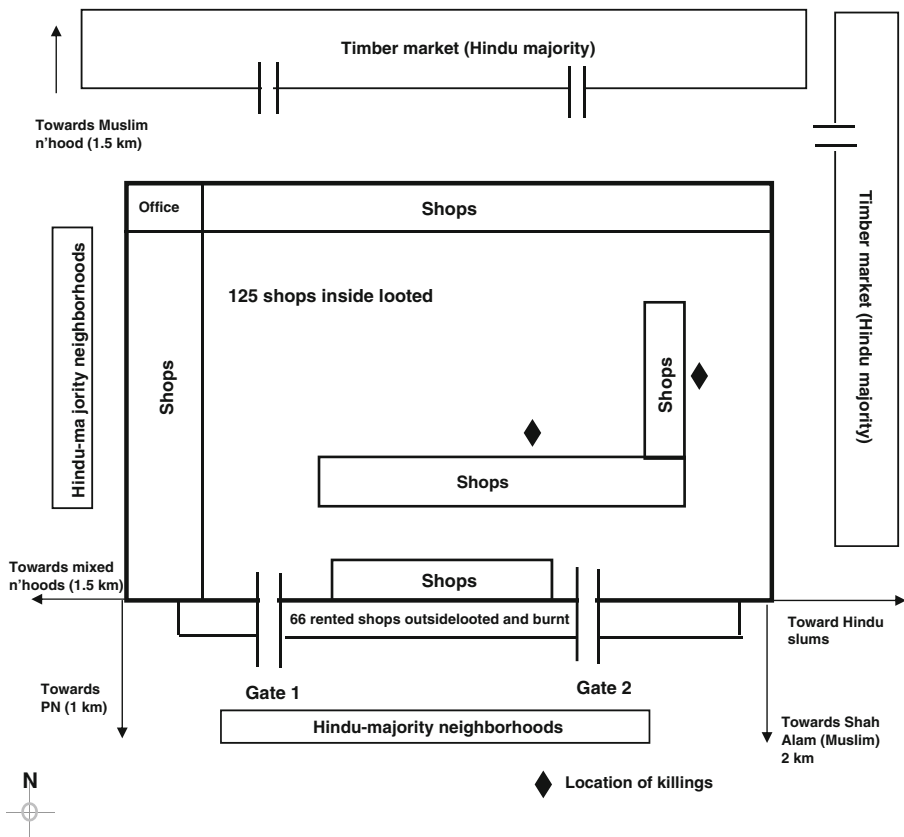 Timber market (Hindu majority)
Towards Muslim
n'hood (1.5 km)
Office
Shops
Timber market (Hindu
majority)
Hindu-ma jority neighborhoods
Shops
125 shops inside looted
Shops
Shops
Towards mixed
n'hoods (1.5 km)
Shops
66 rented shops outsidelooted and burnt
Toward Hindu
slums
Towards
PN (1 km)
Gate 1
Gate 2
Hindu-majority neighborhoods
Towards Shah
Alam (Muslim)
2 km
N
Location of killings